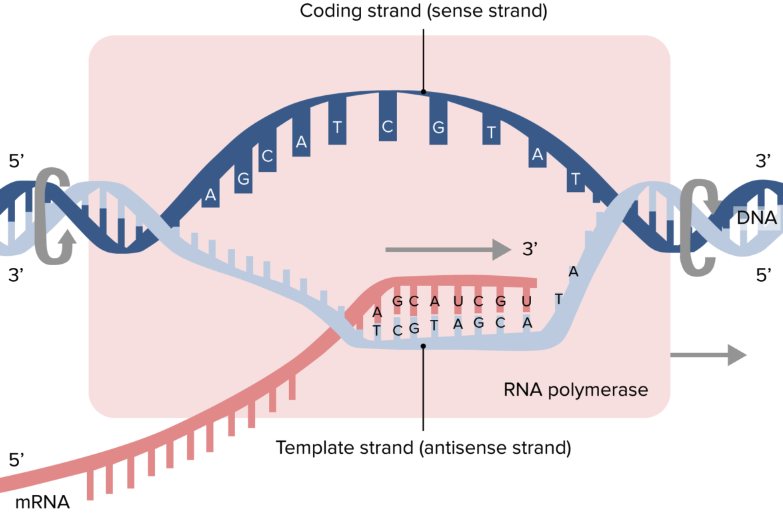 Coding strand (sense strand)
A G C A T C G T A T
5’
3’
3’
DNA
5’
3’
A G C A U C G U
T C G T A G C A T A
RNA polymerase
Template strand (antisense strand)
5’
mRNA